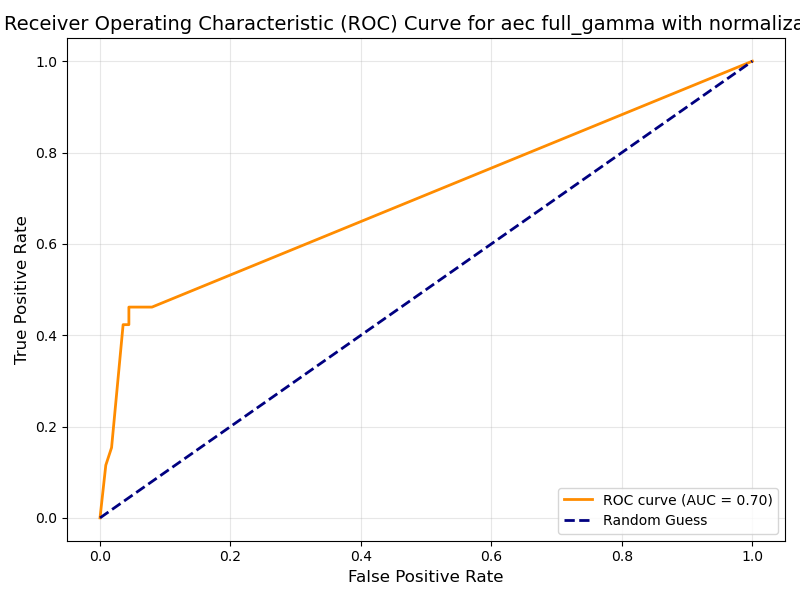 Receiver Operating Characteristic (ROC) Curve for aec full_gamma with normaliza
1.0
0.8
0.6
0.4
0.2
0.0
True Positive Rate
ROC curve (AUC = 0.70)
Random Guess
0.0 0.2 0.4 0.6 0.8 1.0
False Positive Rate